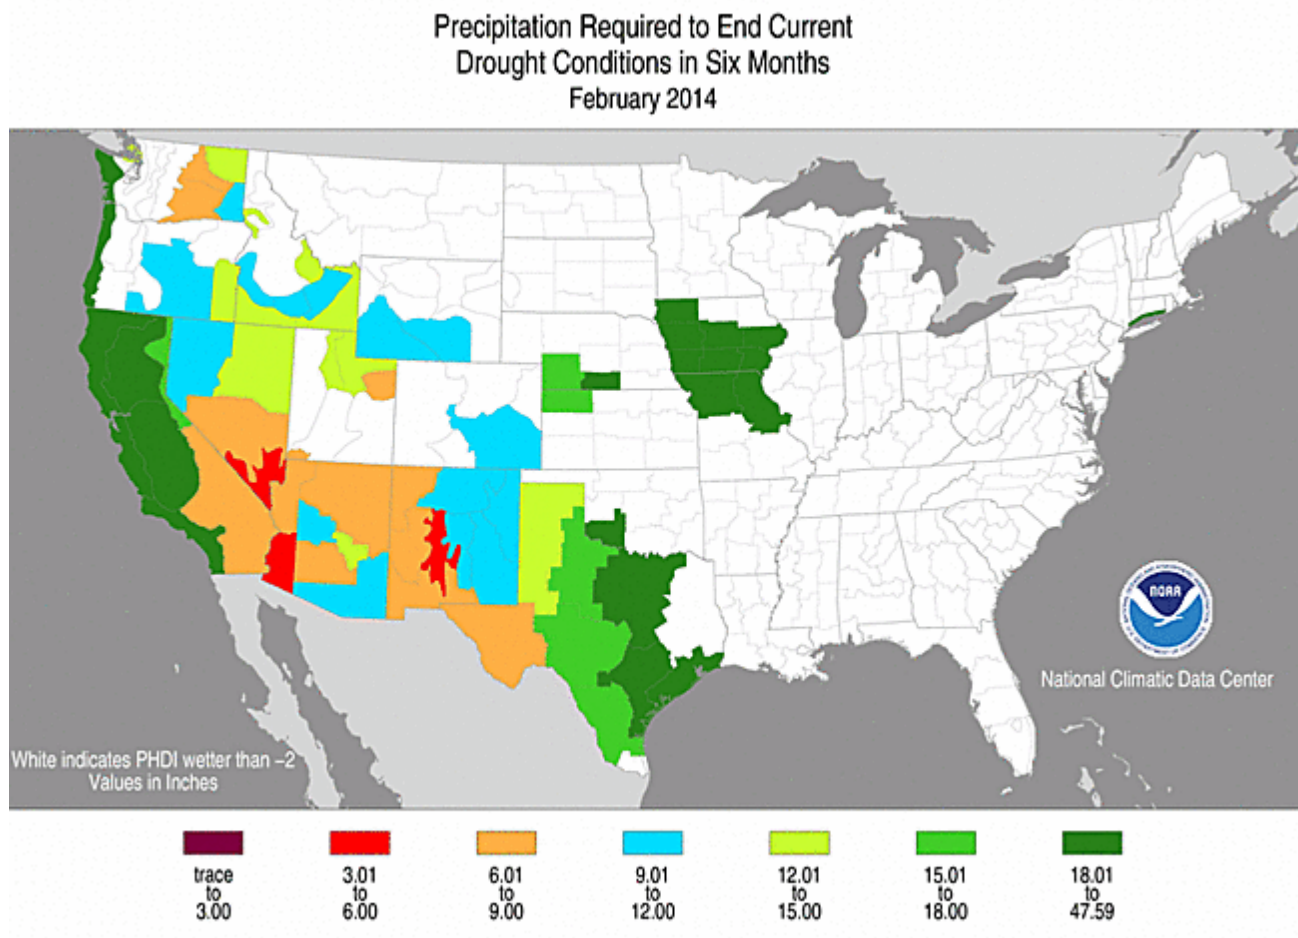 Precipitation Required to End Current
Drought Conditions in Six Months
February 2014
NOAA
National Climatic Data Center
White indicates PHDI wetter than −2
Values in Inches
trace
to
3.00
3.01
to
6.00
6.01
to
9.00
9.01
to
12.00
12.01
to
15.00
15.01
to
18.00
18.01
to
47.59